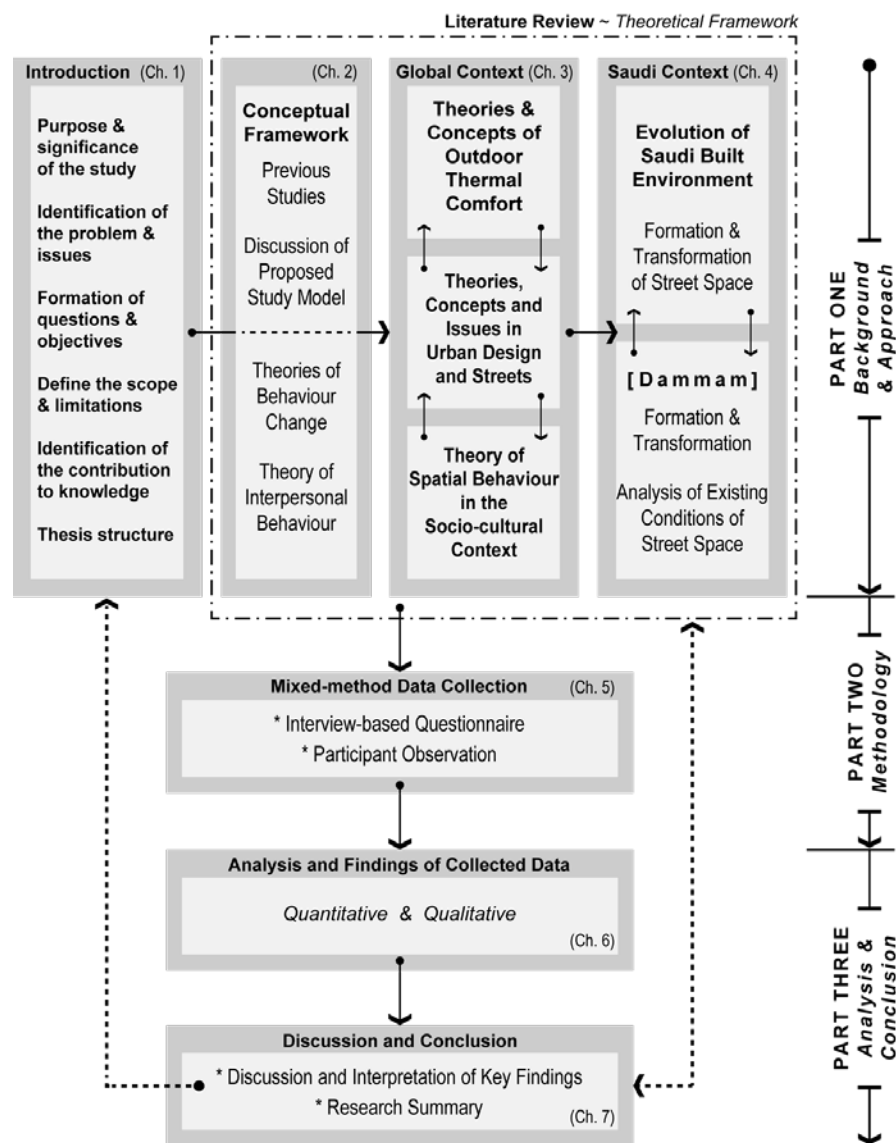 Literature Review ~ Theoretical Framework
Introduction (Ch. 1)
Purpose &
significance
of the study
Identification of
the problem &
issues
Formation of
questions &
objectives
Define the scope
& limitations
Identification of
the contribution
to knowledge
Thesis structure
(Ch. 2)
Conceptual
Framework
Previous
Studies
Discussion of
Proposed
Study Model
Theories of
Behaviour
Change
Theory of
Interpersonal
Behaviour
Global Context (Ch. 3)
Theories &
Concepts of
Outdoor
Thermal
Comfort
Theories,
Concepts and
Issues in
Urban Design
and Streets
Theory of
Spatial Behaviour
in the
Socio-cultural
Context
Saudi Context (Ch. 4)
Evolution of
Saudi Built
Environment
Formation &
Transformation
of Street Space
[Dammam]
Formation &
Transformation
Analysis of Existing
Conditions of
Street Space
PART ONE
Background
& Approach
Mixed-method Data Collection (Ch. 5)
* Interview-based Questionnaire
* Participant Observation
PART TWO
Methodology
Analysis and Findings of Collected Data
Quantitative & Qualitative
(Ch. 6)
Discussion and Conclusion
* Discussion and Interpretation of Key Findings
* Research Summary
(Ch. 7)
PART THREE
Analysis &
Conclusion